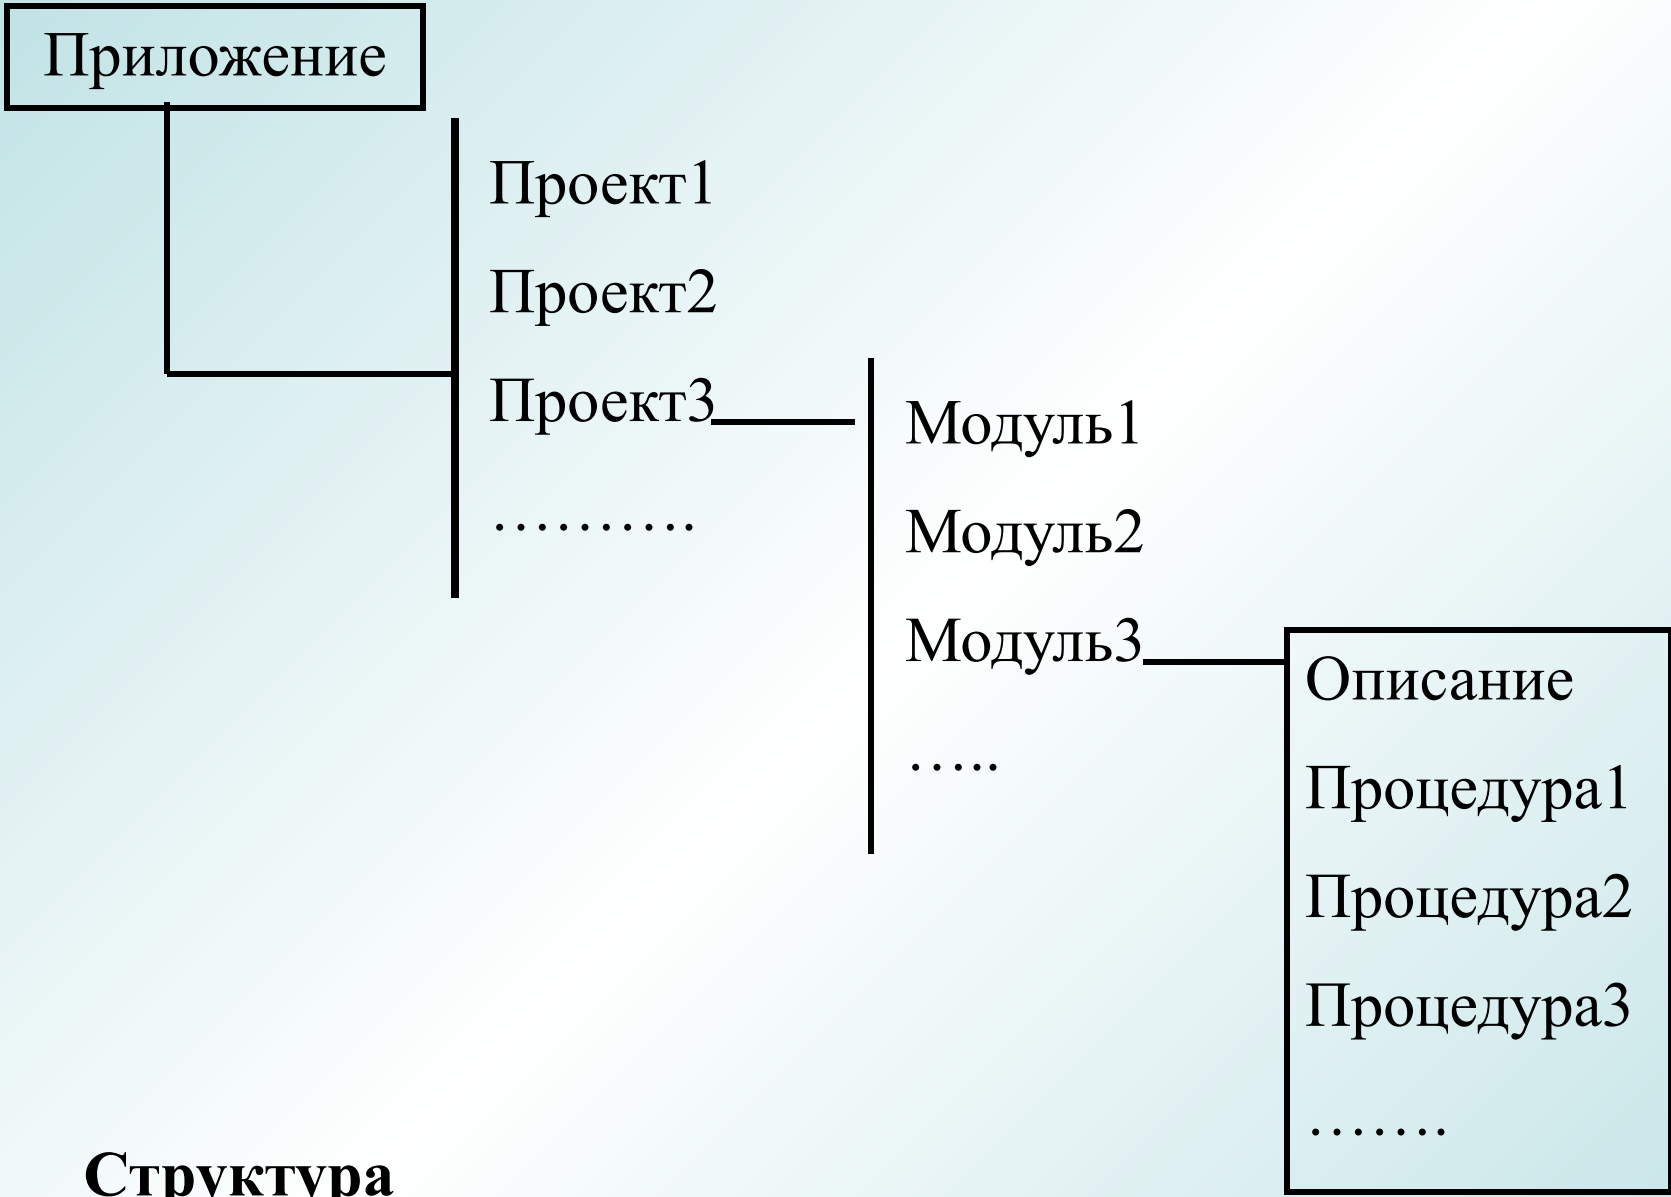 Приложение
Проект1
Проект2
Проект3
……….
Модуль1
Модуль2
Модуль3
…..
Описание
Процедура1
Процедура2
Процедура3
…….
Структура